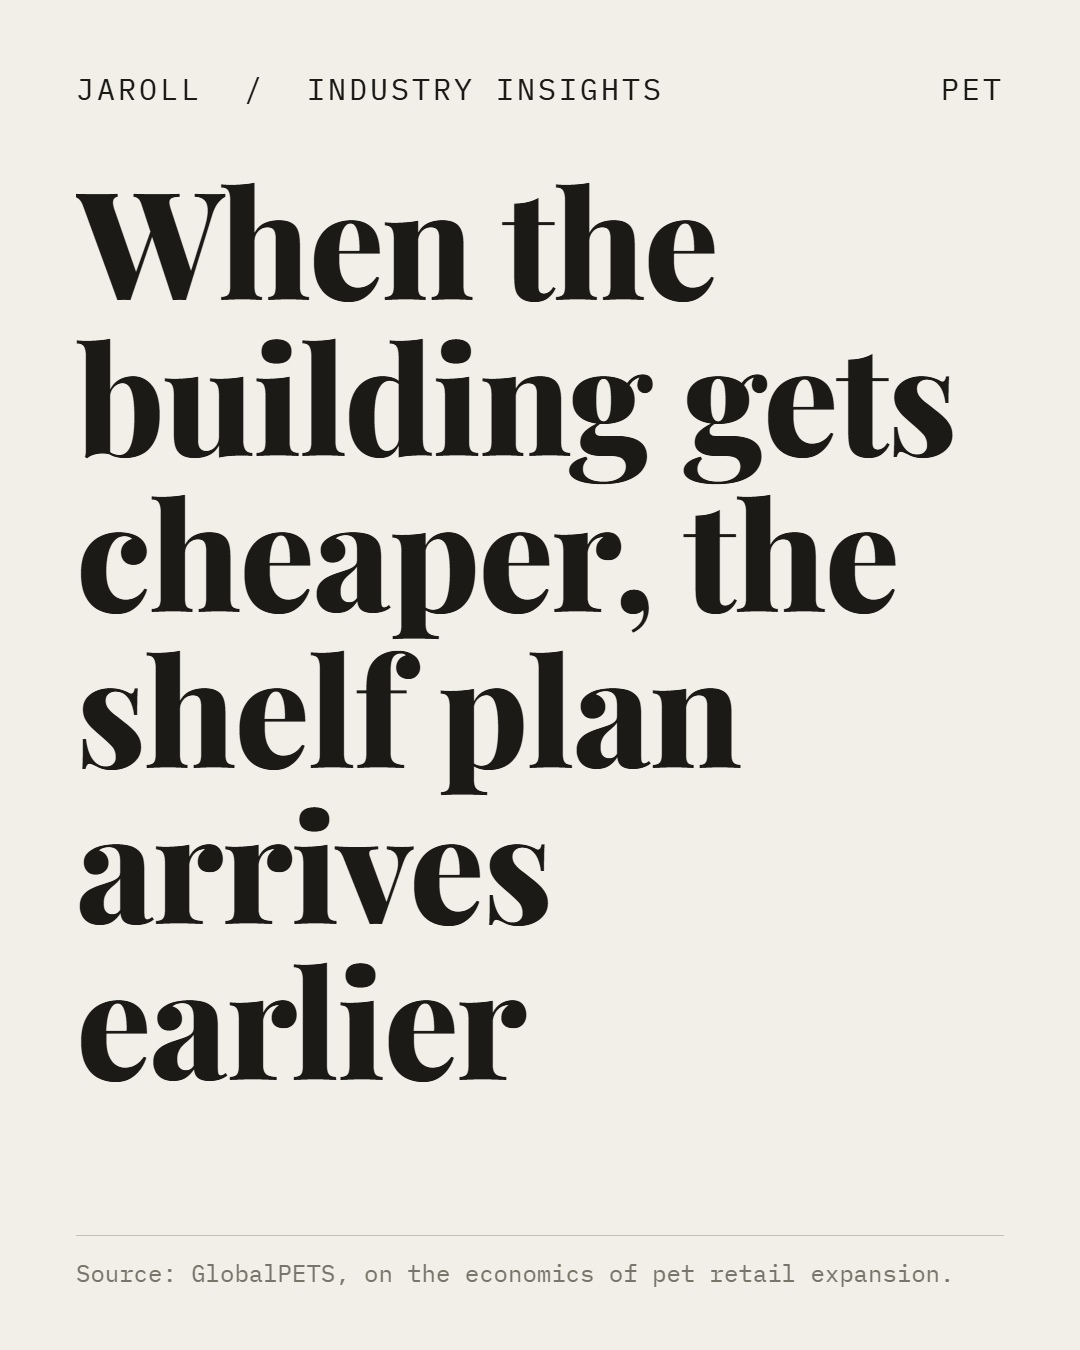 JAROLL / INDUSTRY INSIGHTS PET
When the
building gets
cheaper, the
shelf plan
arrives
earlier
Source: GlobalPETS, on the economics of pet retail expansion.